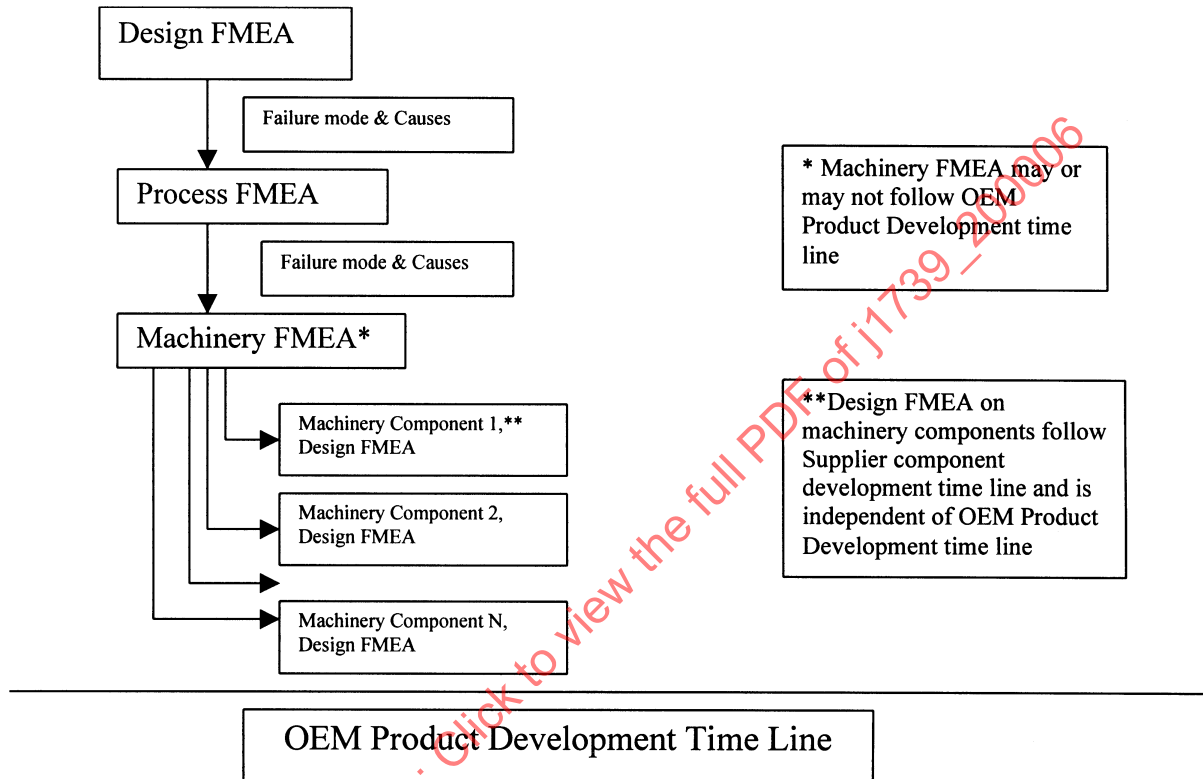 Design FMEA
Failure mode & Causes
Process FMEA
Failure mode & Causes
Machinery FMEA*
Machinery Component 1,**
Design FMEA
Machinery Component 2,
Design FMEA
Machinery Component N,
Design FMEA
* Machinery FMEA may or
may not follow OEM
Product Development time
line
**Design FMEA on
machinery components follow
Supplier component
development time line and is
independent of OEM Product
Development time line
OEM Product Development Time Line
: Click to view the full PDF of j1739_200006